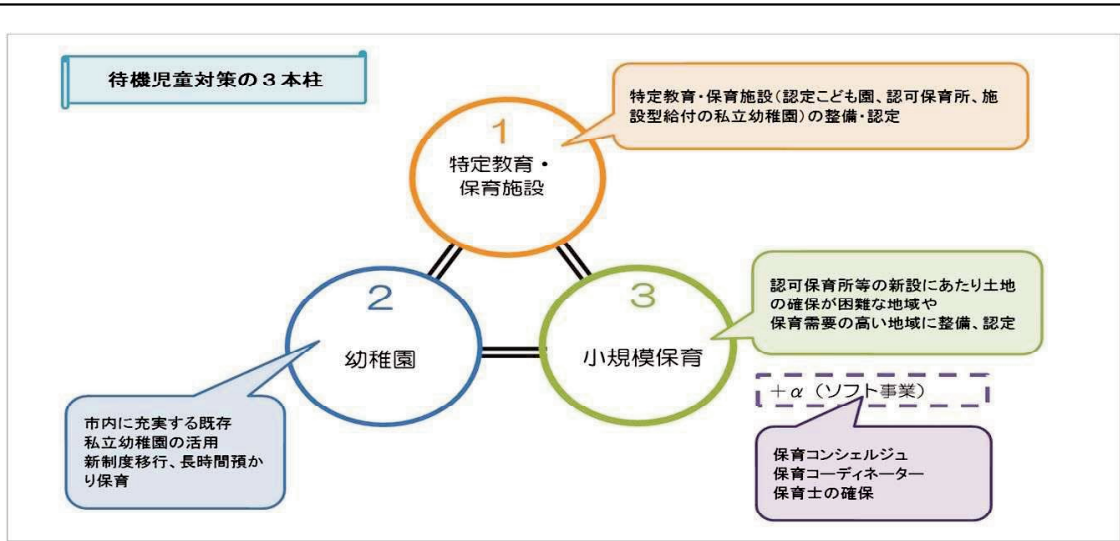 待機児童対策の3本柱
特定教育・保育施設(認定こども園、認可保育所、施
設型給付の私立幼稚園)の整備・認定
1
特定教育・
保育施設
2
幼稚園
3
小規模保育
認可保育所等の新設にあたり土地
の確保が困難な地域や
保育需要の高い地域に整備、認定
+α(ソフト事業)
市内に充実する既存
私立幼稚園の活用
新制度移行、長時間預か
り保育
保育コンシェルジュ
保育コーディネーター
保育士の確保